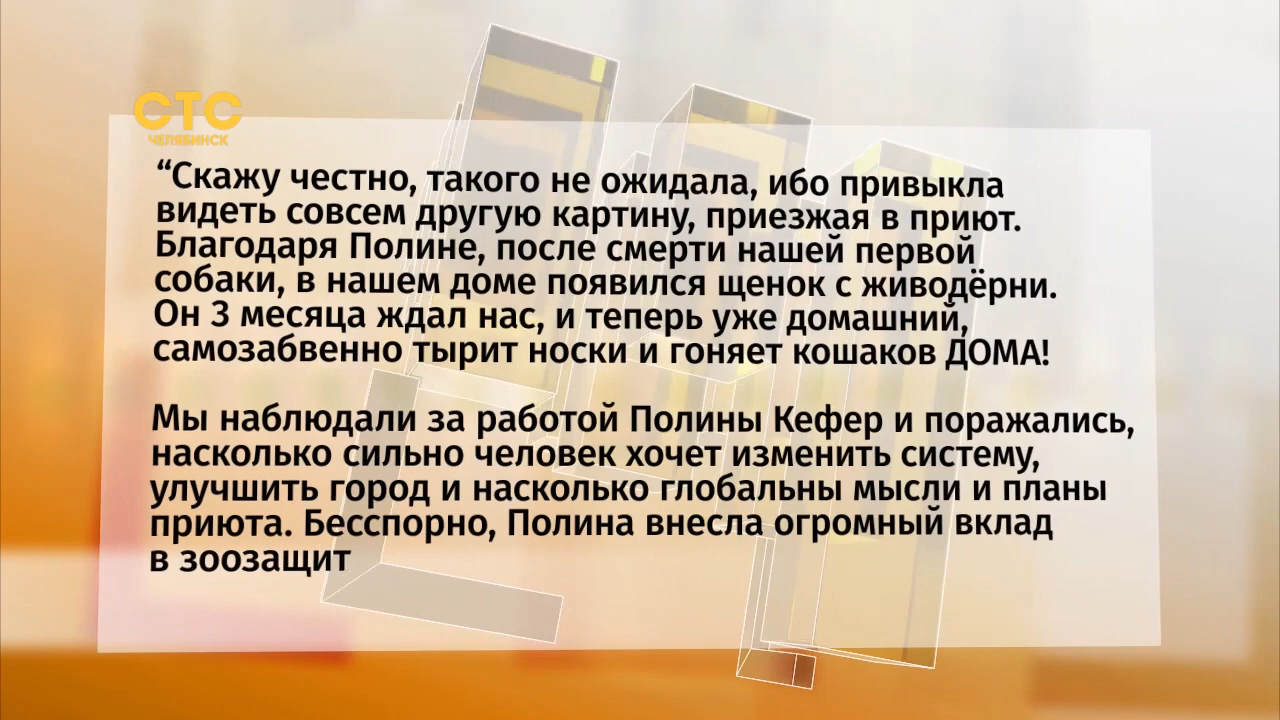 СТС
ЧЕЛЯБИНСК
“Скажу честно, такого не ожидала, ибо привыкла
видеть совсем другую картину, приезжая в приют.
Благодаря Полине, после смерти нашей первой
собаки, в нашем доме появился щенок с живодёрни.
Он 3 месяца ждал нас, и теперь уже домашний,
самозабвенно тырит носки и гоняет кошаков ДОМА!
Мы наблюдали за работой Полины Кефер и поражались,
насколько сильно человек хочет изменить систему,
улучшить город и насколько глобальны мысли и планы
приюта. Бесспорно, Полина внесла огромный вклад
в зоозащит